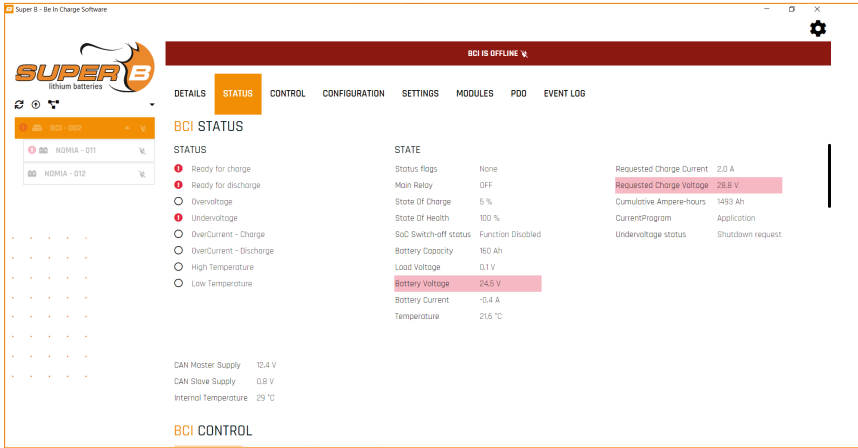 Super B - Be In Charge Software
BCI IS OFFLINE
SUPER B
lithium batteries
DETAILS STATUS CONTROL CONFIGURATION SETTINGS MODULES PDO EVENT LOG
BCI - 002
NOMIA - 011
NOMIA - 012
BCI STATUS
STATUS
Ready for charge
Ready for discharge
Overvoltage
Undervoltage
OverCurrent - Charge
OverCurrent - Discharge
High Temperature
Low Temperature
STATE
Status flags None
Main Relay OFF
State Of Charge 5 %
State Of Health 100 %
SoC Switch-off status Function Disabled
Battery Capacity 160 Ah
Load Voltage 0.1 V
Battery Voltage 24.5 V
Battery Current -0.4 A
Temperature 21.6 °C
Requested Charge Current 2.0 A
Requested Charge Voltage 28.8 V
Cumulative Ampere-hours 1493 Ah
CurrentProgram Application
Undervoltage status Shutdown request
CAN Master Supply 12.4 V
CAN Slave Supply 0.8 V
Internal Temperature 29 °C
BCI CONTROL